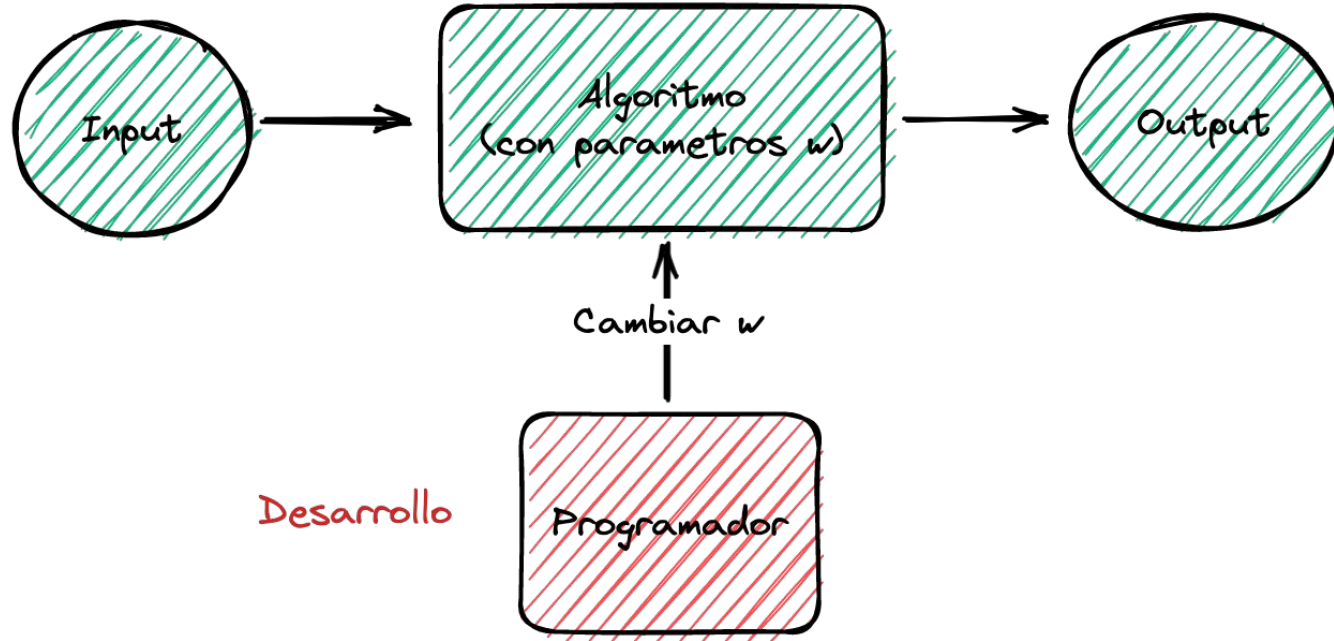 Input
Algoritmo
(con parametros w)
Output
Cambiar w
Desarrollo
Programador